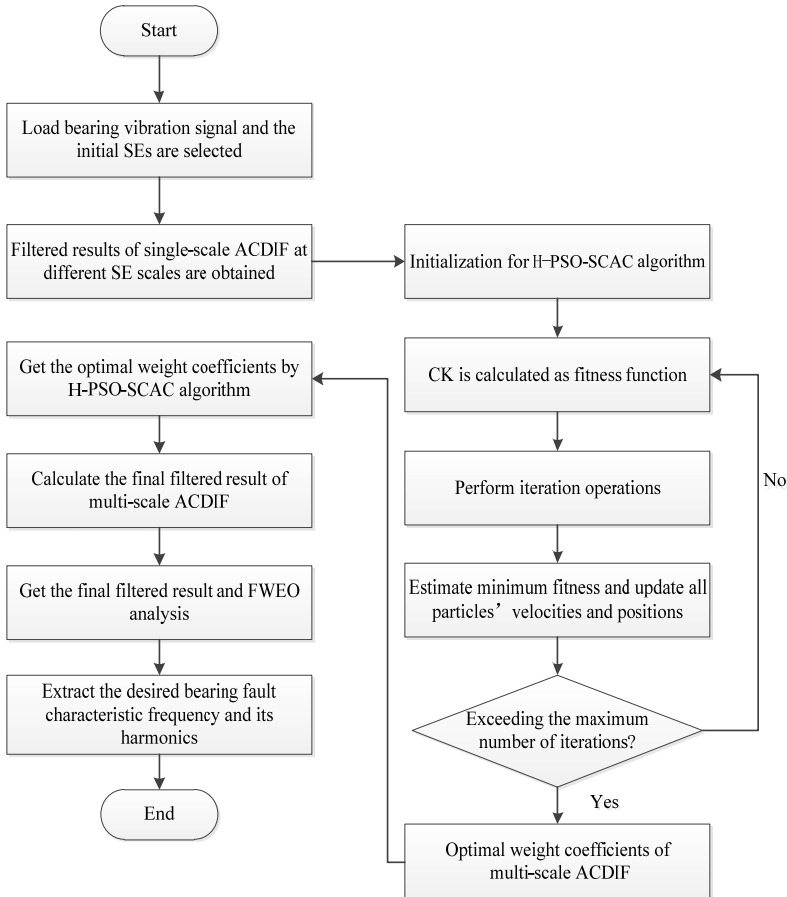 Start
Load bearing vibration signal and the
initial SEs are selected
Filtered results of single-scale ACDIF at
different SE scales are obtained
Initialization for H-PSO-SCAC algorithm
CK is calculated as fitness function
Perform iteration operations
Estimate minimum fitness and update all
particles’ velocities and positions
Exceeding the maximum
number of iterations?
No
Yes
Optimal weight coefficients of
multi-scale ACDIF
Get the optimal weight coefficients by
H-PSO-SCAC algorithm
Calculate the final filtered result of
multi-scale ACDIF
Get the final filtered result and FWEO
analysis
Extract the desired bearing fault
characteristic frequency and its
harmonics
End